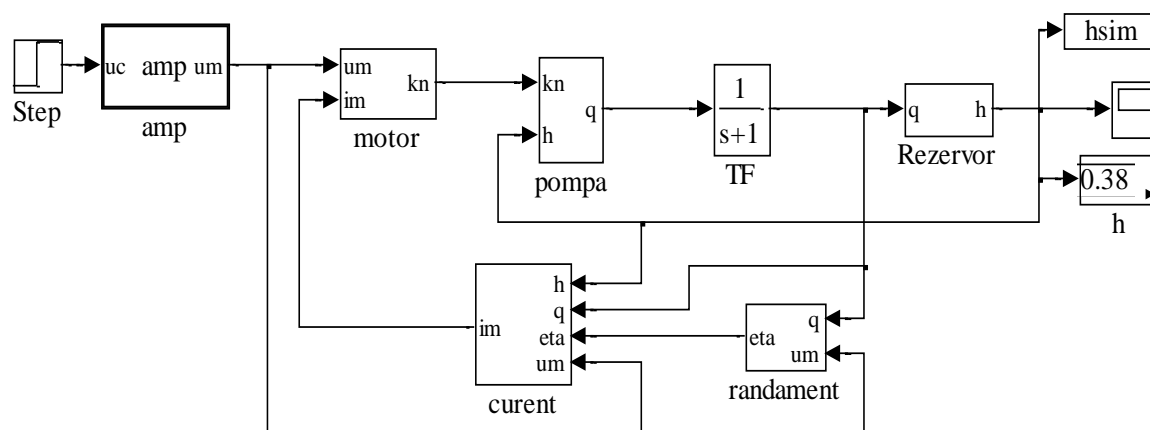 hsim
uc amp um
Step
amp
um
im
kn
motor
kn
h
q
pompa
1
s+1
TF
q h
Rezervor
0.38
h
h
q
eta
um
im
curent
q
um
eta
randament